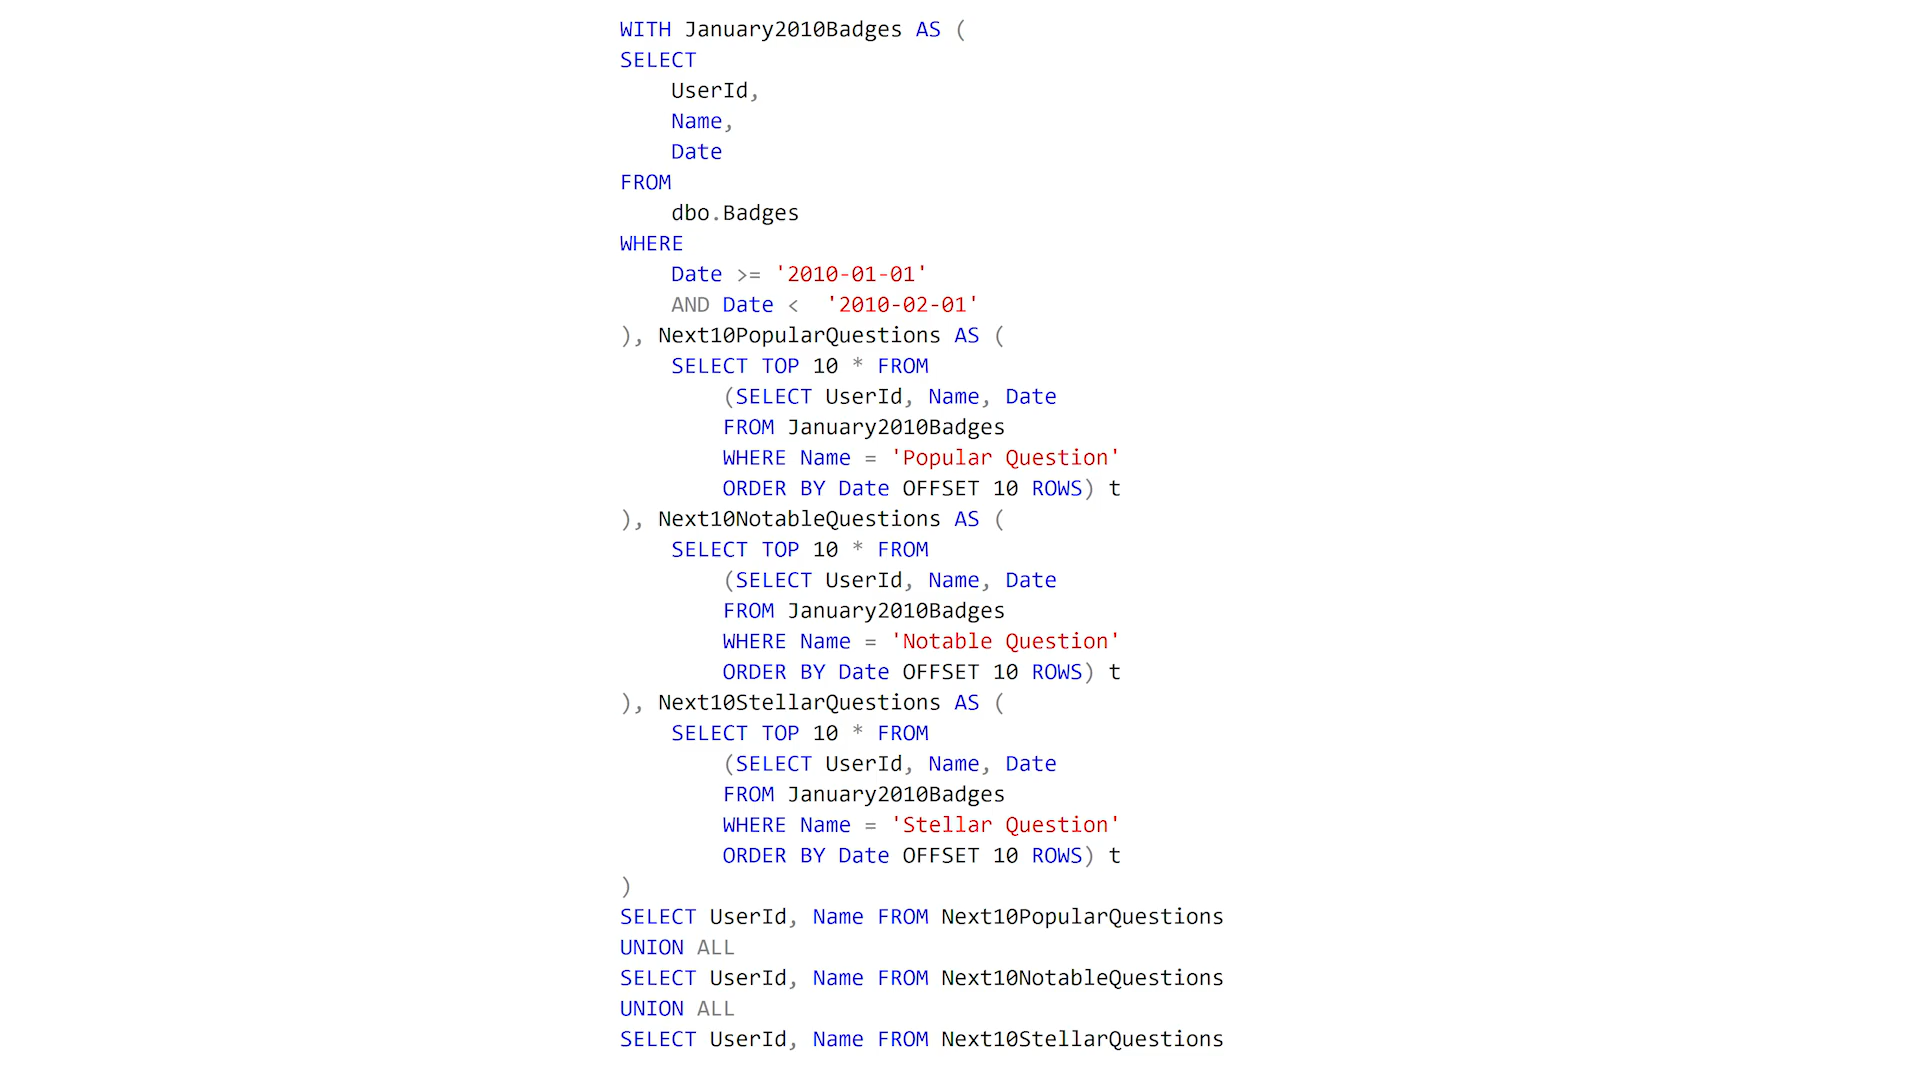 WITH January2010Badges AS (
SELECT
    UserId,
    Name,
    Date
FROM
    dbo.Badges
WHERE
    Date >= '2010-01-01'
    AND Date <  '2010-02-01'
), Next10PopularQuestions AS (
    SELECT TOP 10 * FROM
        (SELECT UserId, Name, Date
        FROM January2010Badges
        WHERE Name = 'Popular Question'
        ORDER BY Date OFFSET 10 ROWS) t
), Next10NotableQuestions AS (
    SELECT TOP 10 * FROM
        (SELECT UserId, Name, Date
        FROM January2010Badges
        WHERE Name = 'Notable Question'
        ORDER BY Date OFFSET 10 ROWS) t
), Next10StellarQuestions AS (
    SELECT TOP 10 * FROM
        (SELECT UserId, Name, Date
        FROM January2010Badges
        WHERE Name = 'Stellar Question'
        ORDER BY Date OFFSET 10 ROWS) t
)
SELECT UserId, Name FROM Next10PopularQuestions
UNION ALL
SELECT UserId, Name FROM Next10NotableQuestions
UNION ALL
SELECT UserId, Name FROM Next10StellarQuestions